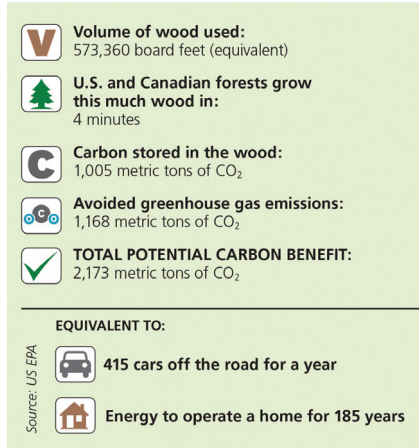 V
Volume of wood used:
573,360 board feet (equivalent)
U.S. and Canadian forests grow
this much wood in:
4 minutes
C
Carbon stored in the wood:
1,005 metric tons of CO₂
C
Avoided greenhouse gas emissions:
1,168 metric tons of CO₂
TOTAL POTENTIAL CARBON BENEFIT:
2,173 metric tons of CO₂
EQUIVALENT TO:
Source: US EPA
415 cars off the road for a year
Energy to operate a home for 185 years